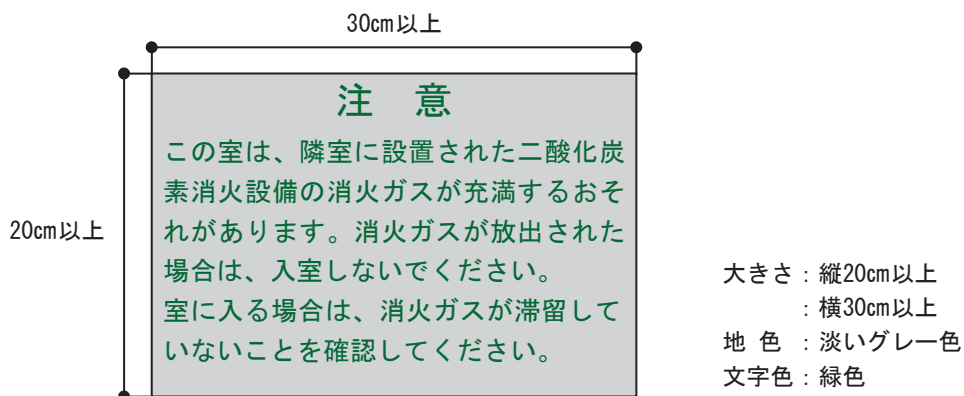 30cm以上
20cm以上
注　意
この室は、隣室に設置された二酸化炭
素消火設備の消火ガスが充満するおそ
れがあります。消火ガスが放出された
場合は、入室しないでください。
室に入る場合は、消火ガスが滞留して
いないことを確認してください。
大きさ：縦20cm以上
：横30cm以上
地 色 ：淡いグレー色
文字色：緑色